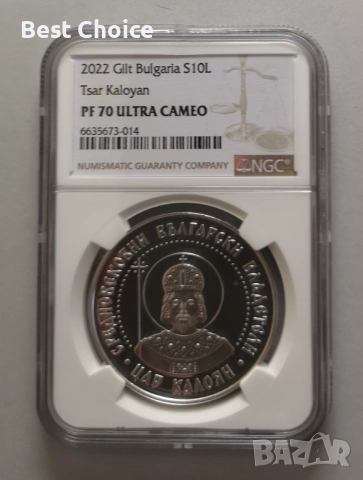 Best Choice
2022 Gilt Bulgaria S10L
Tsar Kaloyan
PF 70 ULTRA CAMEO
6635673-014
NUMISMATIC GUARANTY COMPANY
NGC
СРЕДНОВЕКОВНИ БЪЛГАРСКИ ВЛАДЕТЕЛИ
ЦАР КАЛОЯН
BAZAR